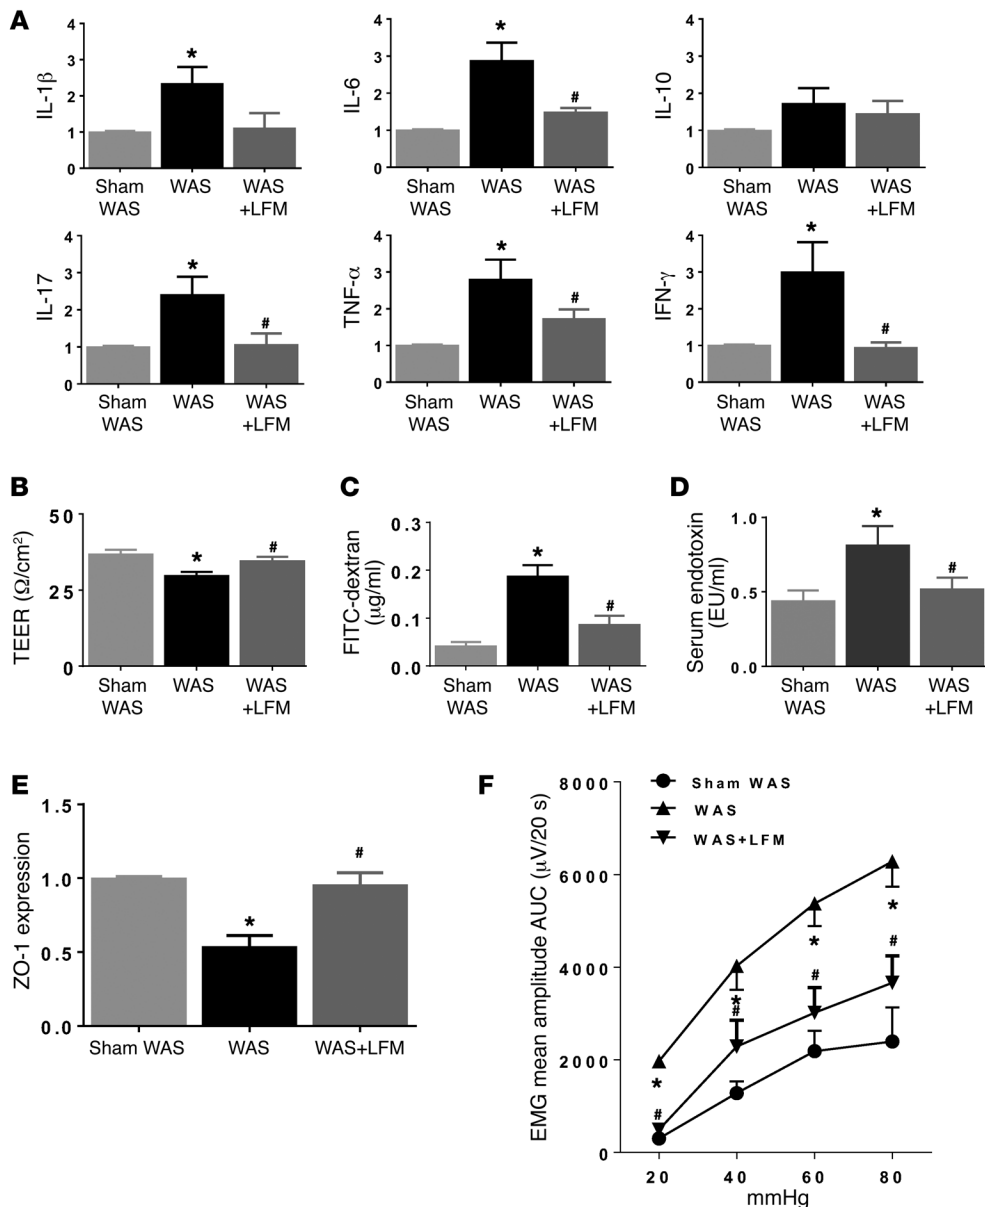 A
IL-1β
4
3
2
1
0
*
Sham
WAS
WAS
WAS
+LFM
IL-6
4
3
2
1
0
*
#
Sham
WAS
WAS
WAS
+LFM
IL-10
4
3
2
1
0
Sham
WAS
WAS
WAS
+LFM
IL-17
4
3
2
1
0
*
#
Sham
WAS
WAS
WAS
+LFM
TNF-α
4
3
2
1
0
*
#
Sham
WAS
WAS
WAS
+LFM
IFN-γ
4
3
2
1
0
*
#
Sham
WAS
WAS
WAS
+LFM
B
TEER (Ω/cm²)
50
25
0
*
#
Sham
WAS
WAS
WAS
+LFM
C
FITC-dextran
(μg/ml)
0.3
0.2
0.1
0.0
*
#
Sham
WAS
WAS
WAS
+LFM
D
Serum endotoxin
(EU/ml)
1.0
0.5
0.0
*
#
Sham
WAS
WAS
WAS
+LFM
E
ZO-1 expression
1.5
1.0
0.5
0.0
*
#
Sham WAS
WAS
WAS+LFM
F
EMG mean amplitude AUC (μV/20 s)
8000
6000
4000
2000
0
Sham WAS
WAS
WAS+LFM
*
#
*
#
*
#
*
#
20
40
60
80
mmHg